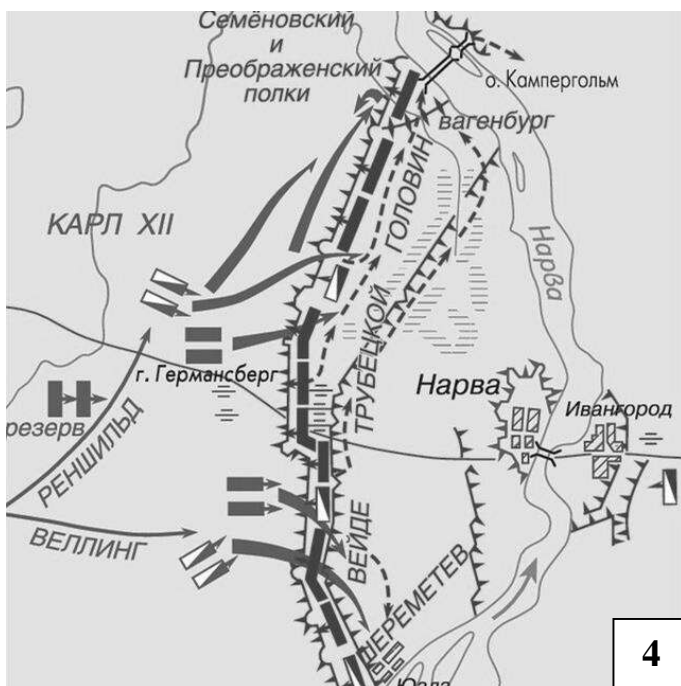 Семёновский
и
Преображенский
полки
о. Кампергольм
вагенбург
КАРЛ XII
ГОЛОВИН
Нарва
ТРУБЕЦКОЙ
г. Германсберг
Нарва
Ивангород
резерв
РЕНШИЛЬД
ВЕЛЛИНГ
ВЕЙДЕ
ШЕРЕМЕТЕВ
4